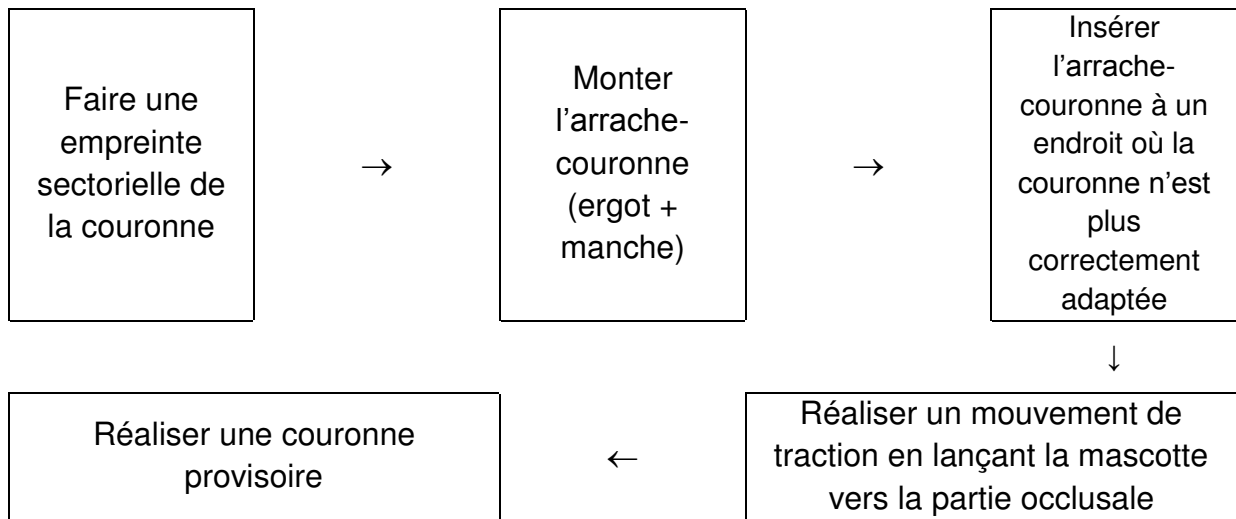 Faire une
empreinte
sectorielle de
la couronne
→
Monter
l'arrache-
couronne
(ergot +
manche)
→
Insérer
l'arrache-
couronne à un
endroit où la
couronne n'est
plus
correctement
adaptée
↓
Réaliser un mouvement de
traction en lançant la mascotte
vers la partie occlusale
←
Réaliser une couronne
provisoire